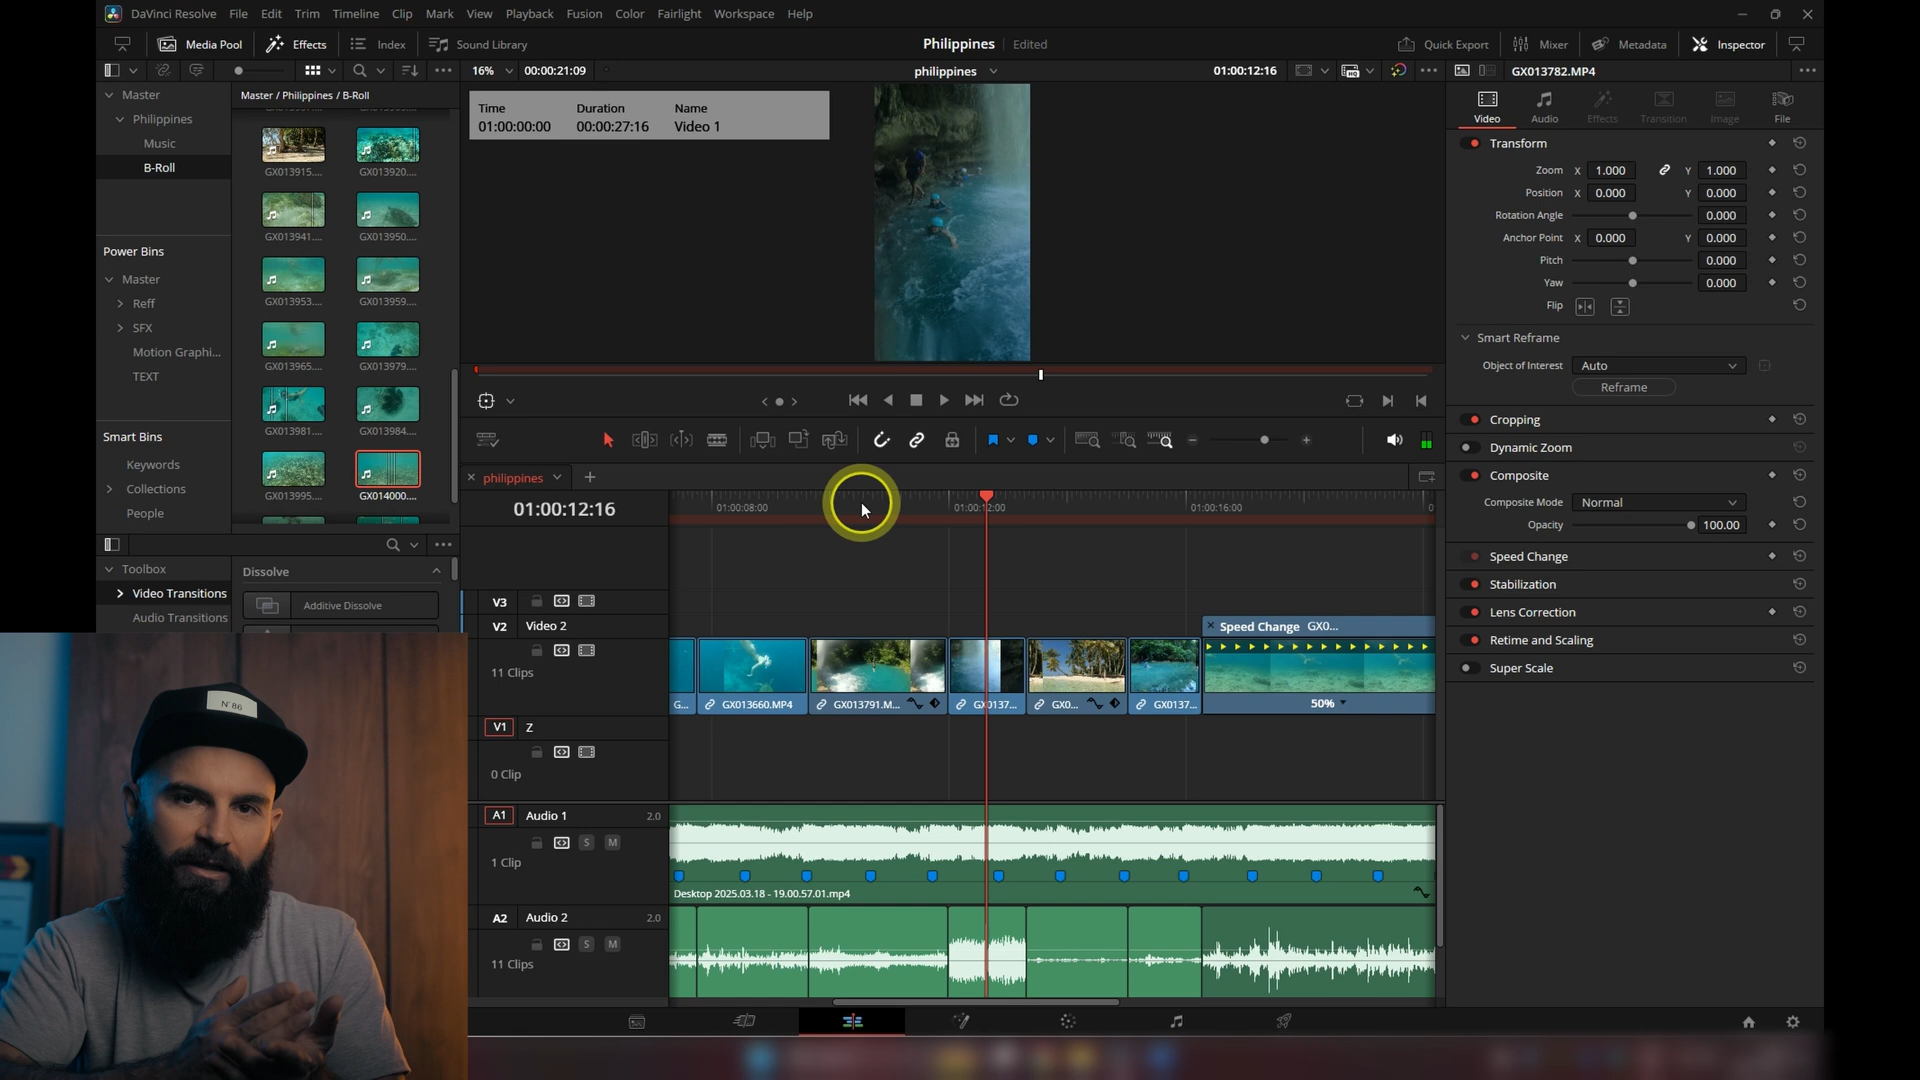 DaVinci Resolve File Edit Trim Timeline Clip Mark View Playback Fusion Color Fairlight Workspace Help
Media Pool Effects Index Sound Library
Philippines Edited
Quick Export Mixer Metadata Inspector
16% 00:00:21:09
philippines
01:00:12:16
GX013782.MP4
Master
Philippines
Music
B-Roll
Master / Philippines / B-Roll
GX013915.... GX013920....
GX013941.... GX013950....
GX013953.... GX013959....
GX013965.... GX013979....
GX013981.... GX013984....
GX013995.... GX014000....
Power Bins
Master
Reff
SFX
Motion Graphi...
TEXT
Smart Bins
Keywords
Collections
People
Toolbox
Video Transitions
Audio Transitions
Dissolve
Additive Dissolve
Time Duration Name
01:00:00:00 00:00:27:16 Video 1
philippines
01:00:12:16
01:00:08:00 01:00:12:00 01:00:16:00 0
V3
V2 Video 2
11 Clips
V1 Z
0 Clip
A1 Audio 1 2.0
S M
1 Clip
A2 Audio 2 2.0
S M
11 Clips
Speed Change GX0...
G... GX013660.MP4 GX013791.M... GX0137... GX0... GX0137... 50%
Desktop 2025.03.18 - 19.00.57.01.mp4
Video Audio Effects Transition Image File
Transform
Zoom X 1.000 Y 1.000
Position X 0.000 Y 0.000
Rotation Angle 0.000
Anchor Point X 0.000 Y 0.000
Pitch 0.000
Yaw 0.000
Flip
Smart Reframe
Object of Interest Auto
Reframe
Cropping
Dynamic Zoom
Composite
Composite Mode Normal
Opacity 100.00
Speed Change
Stabilization
Lens Correction
Retime and Scaling
Super Scale
N°86